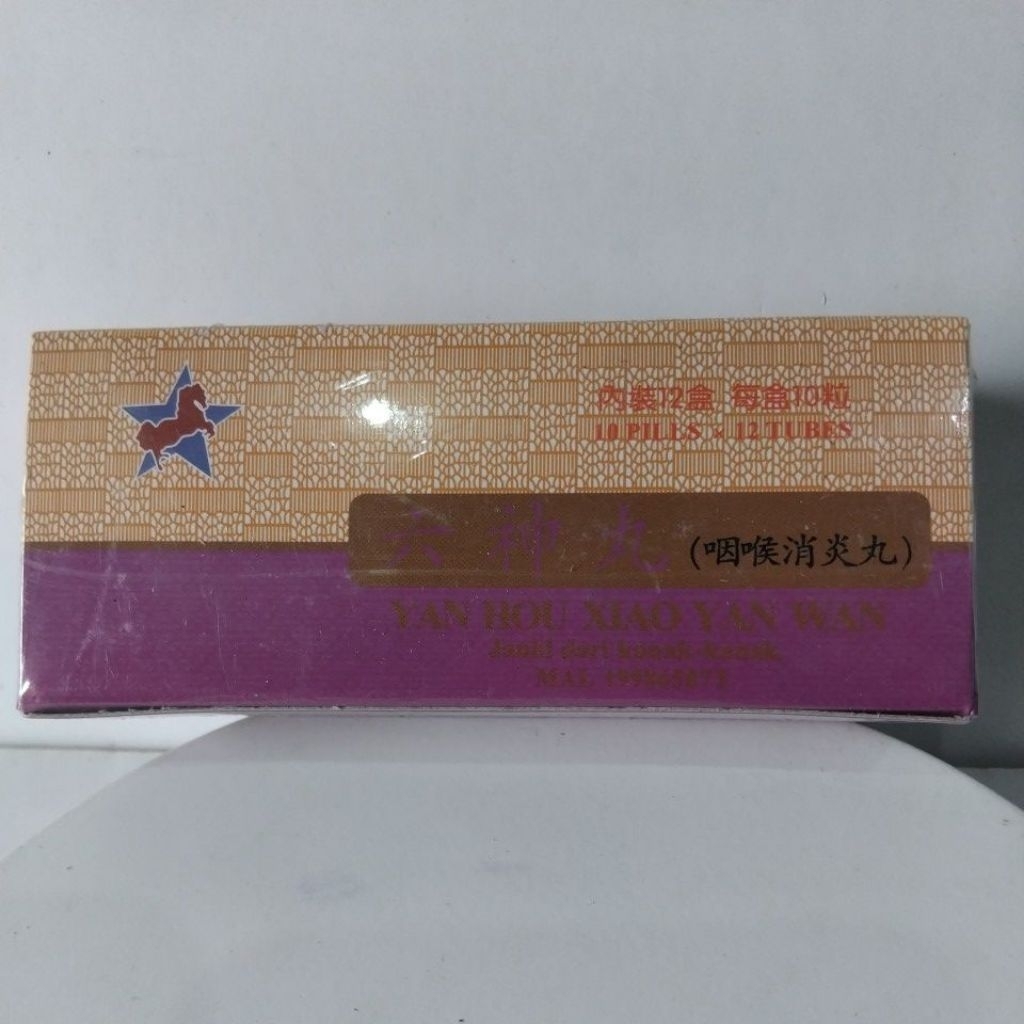 內裝12盒 每盒10粒
10 PILLS × 12 TUBES
六神丸 (咽喉消炎丸)
YAN HOU XIAO YAN WAN
Jauhi dari kanak-kanak